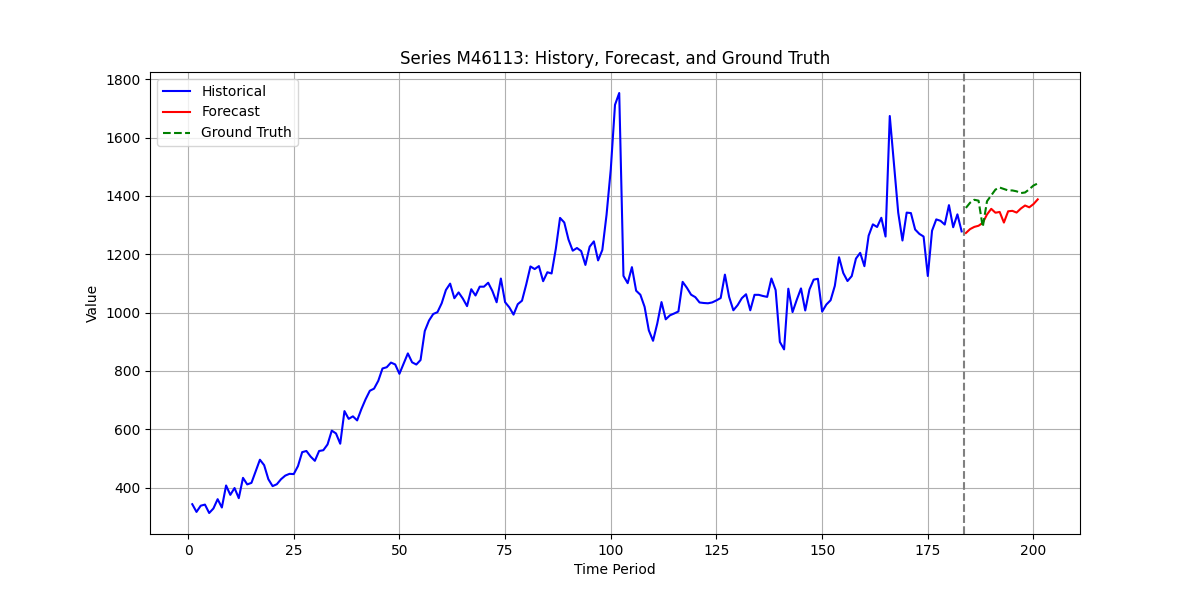 Series M46113: History, Forecast, and Ground Truth
Historical
Forecast
Ground Truth
Value
1800
1600
1400
1200
1000
800
600
400
0 25 50 75 100 125 150 175 200
Time Period